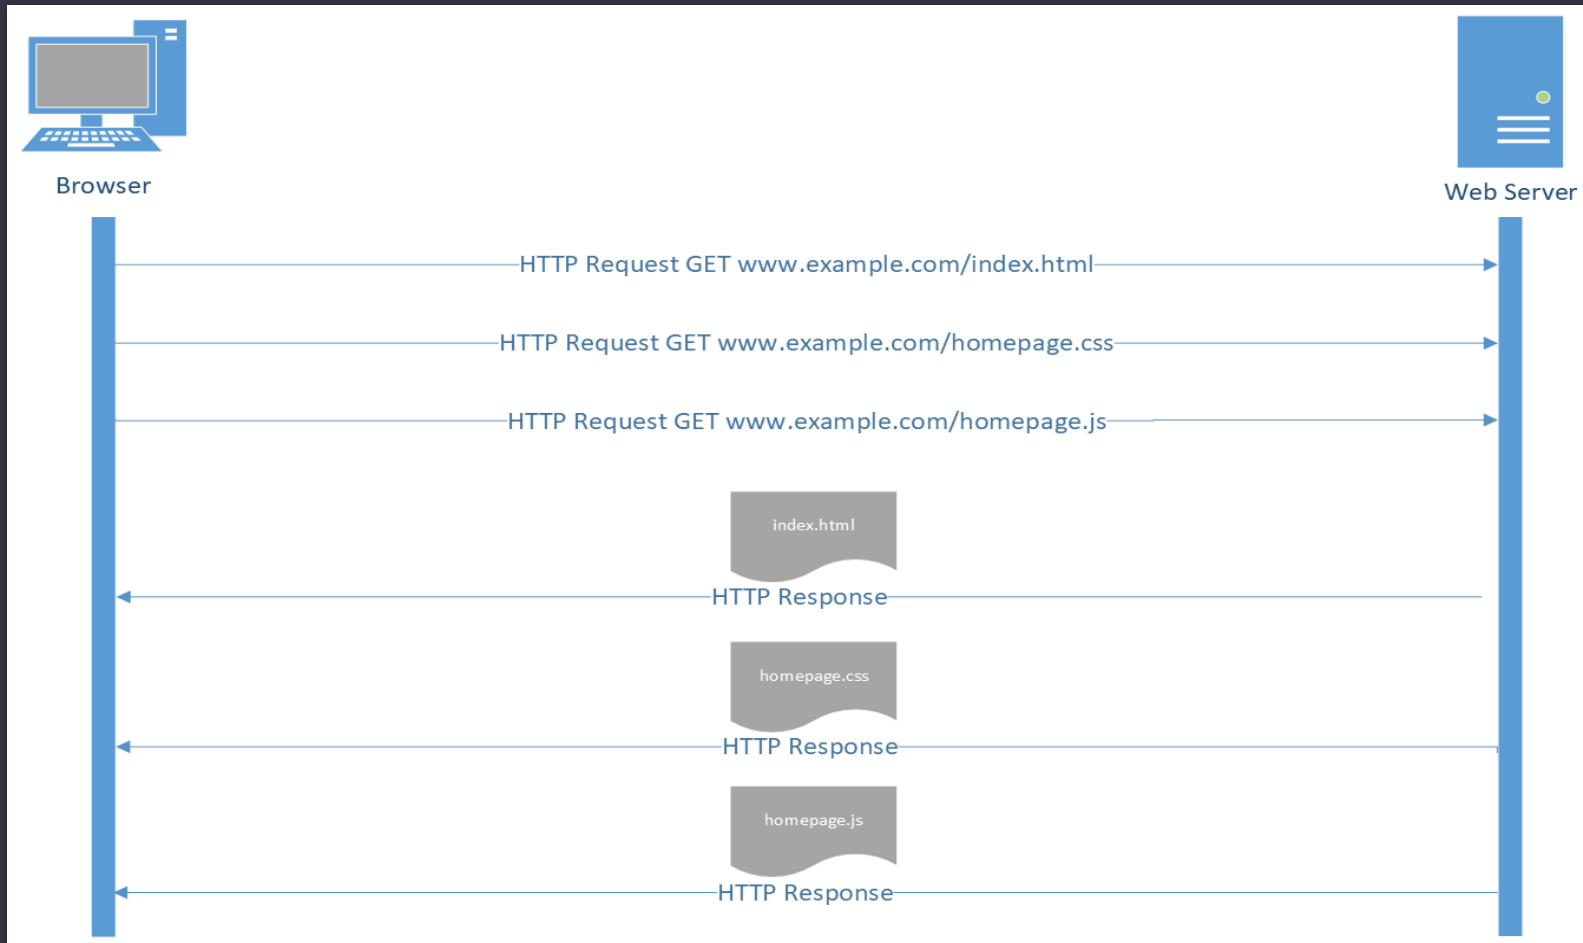 Browser
Web Server
HTTP Request GET www.example.com/index.html
HTTP Request GET www.example.com/homepage.css
HTTP Request GET www.example.com/homepage.js
index.html
HTTP Response
homepage.css
HTTP Response
homepage.js
HTTP Response